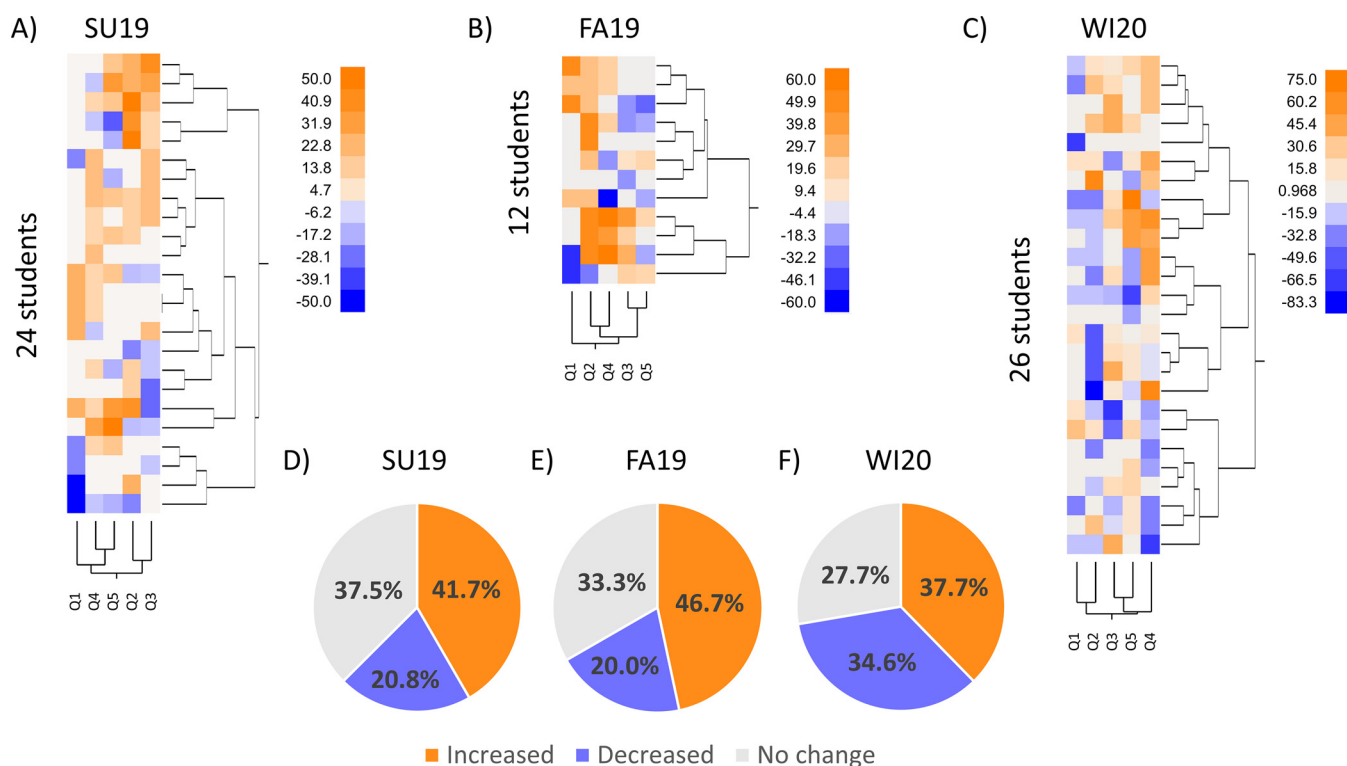 A)
SU19
24 students
50.0
40.9
31.9
22.8
13.8
4.7
-6.2
-17.2
-28.1
-39.1
-50.0
Q1 Q4 Q5 Q2 Q3
B)
FA19
12 students
60.0
49.9
39.8
29.7
19.6
9.4
-4.4
-18.3
-32.2
-46.1
-60.0
Q1 Q2 Q4 Q3 Q5
C)
WI20
26 students
75.0
60.2
45.4
30.6
15.8
0.968
-15.9
-32.8
-49.6
-66.5
-83.3
Q1 Q2 Q3 Q5 Q4
D)
SU19
37.5%
41.7%
20.8%
E)
FA19
33.3%
46.7%
20.0%
F)
WI20
27.7%
37.7%
34.6%
Increased Decreased No change